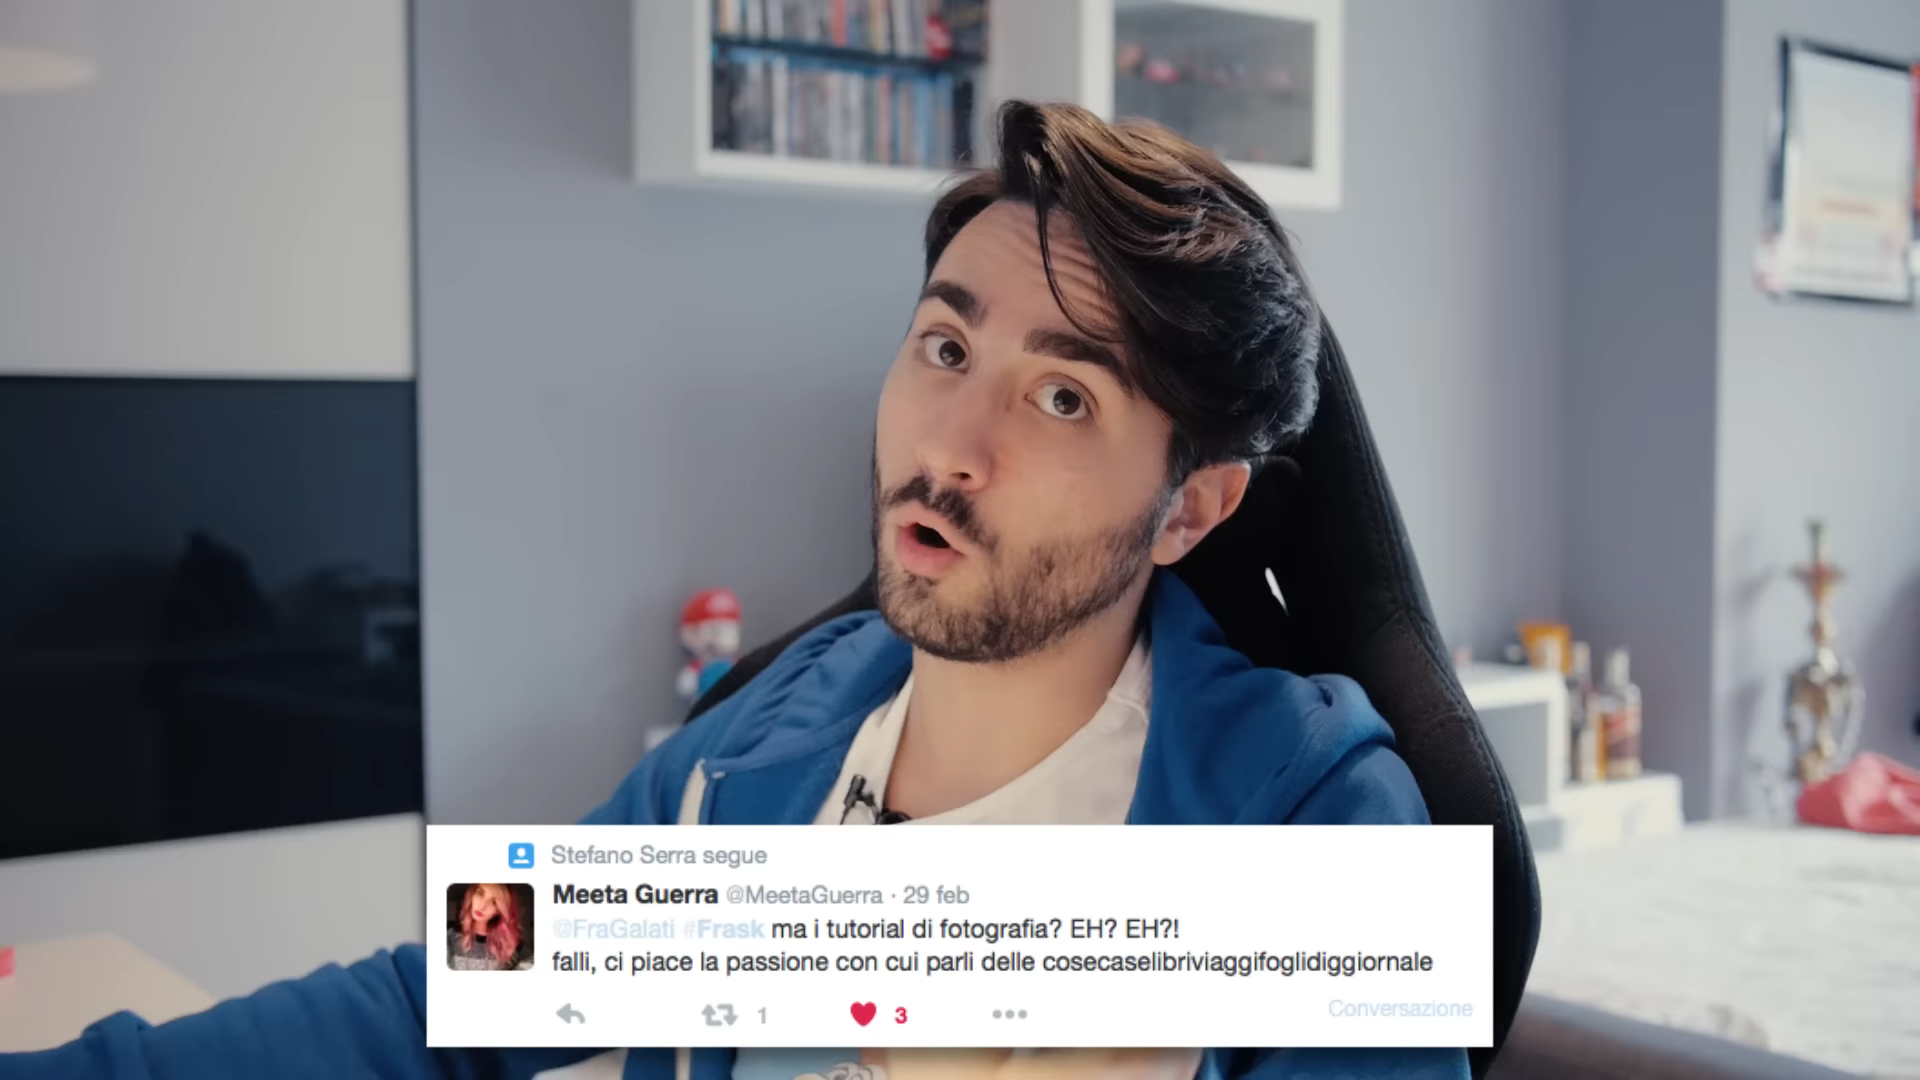 Stefano Serra segue
Meeta Guerra @MeetaGuerra · 29 feb
@FraGalati #Frask ma i tutorial di fotografia? EH? EH?!
falli, ci piace la passione con cui parli delle cosecaselibriviaggifoglidiggiornale
1
3
Conversazione